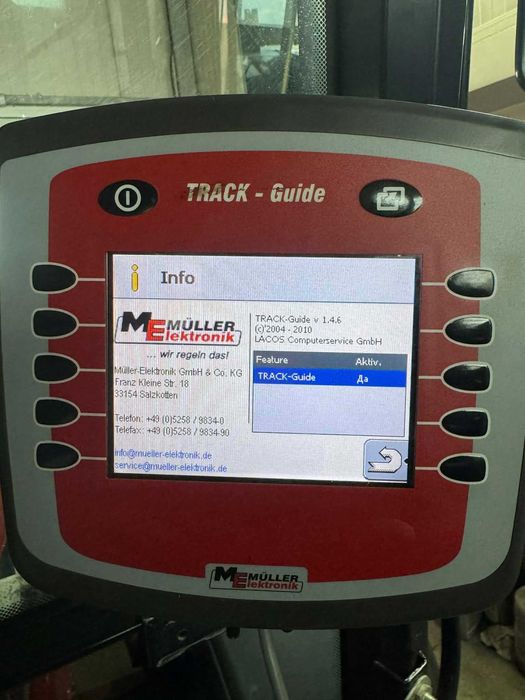 TRACK - Guide
i Info
ME MÜLLER
Elektronik
... wir regeln das!
Müller-Elektronik GmbH & Co. KG
Franz Kleine Str. 18
33154 Salzkotten
Telefon: +49 (0)5258 / 9834-0
Telefax: +49 (0)5258 / 9834-90
info@mueller-elektronik.de
service@mueller-elektronik.de
TRACK-Guide v 1.4.6
(c)'2004 - 2010
LACOS Computerservice GmbH
Feature Aktiv.
TRACK-Guide Да
ME MÜLLER
Elektronik